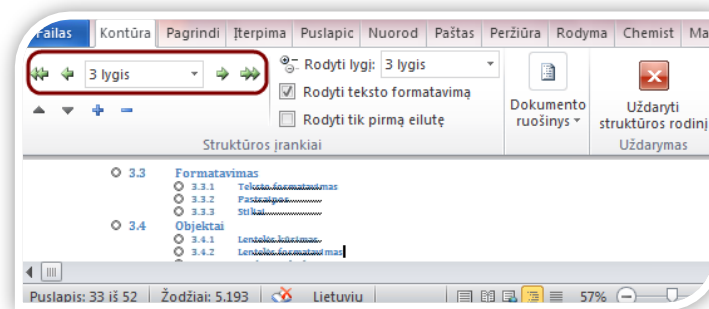 Failas Kontūra Pagrindi Įterpima Puslapic Nuorod Paštas Peržiūra Rodymа Chemist Ma
3 lygis
Rodyti lygį: 3 lygis
Rodyti teksto formatavimą
Rodyti tik pirmą eilutę
Struktūros įrankiai
Dokumento
ruošinys
Uždaryti
struktūros rodinį
Uždarymas
3.3 Formatavimas
3.3.1 Teksto formatavimas
3.3.2 Pastraipos
3.3.3 Stiliai
3.4 Objektai
3.4.1 Lentelės kūrimas
3.4.2 Lentelės formatavimas
Puslapis: 33 iš 52 Žodžiai: 5.193 Lietuvių 57%